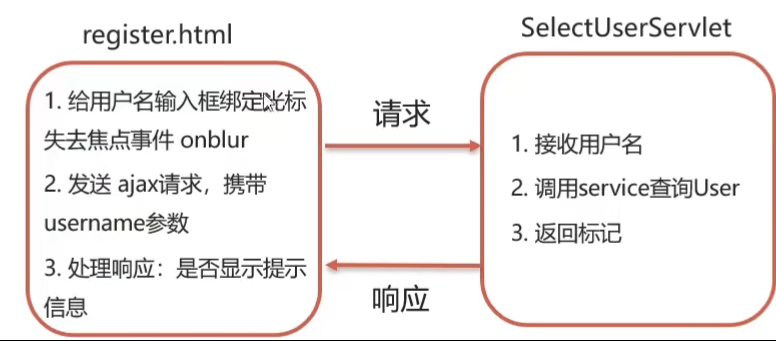 register.html
1. 给用户名输入框绑定光标
失去焦点事件 onblur
2. 发送 ajax请求，携带
username参数
3. 处理响应：是否显示提示
信息
请求
响应
SelectUserServlet
1. 接收用户名
2. 调用service查询User
3. 返回标记